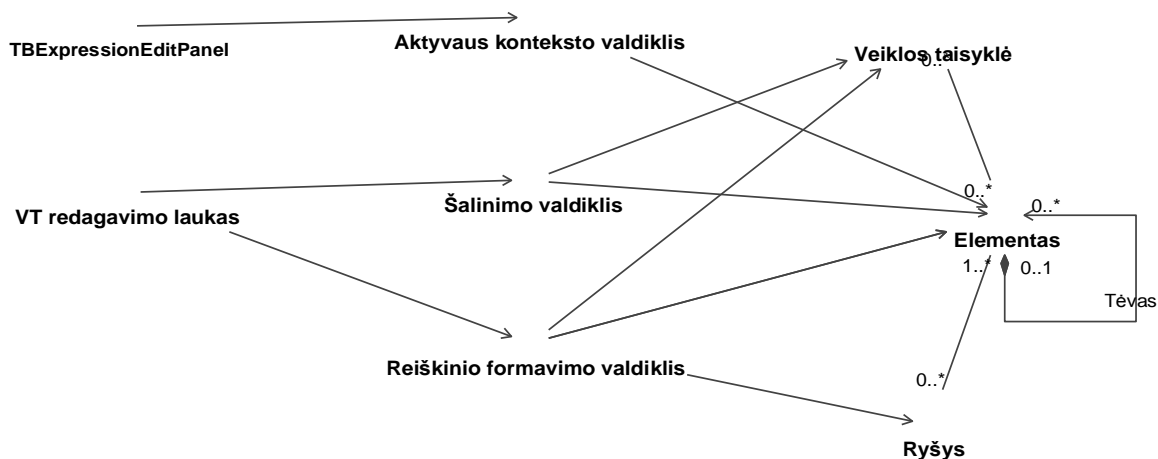 TBExpressionEditPanel
Aktyvaus konteksto valdiklis
Veiklos taisyklė
0..*
VT redagavimo laukas
Šalinimo valdiklis
0..*
0..*
Elementas
1..*
0..1
Tėvas
Reiškinio formavimo valdiklis
0..*
Ryšys